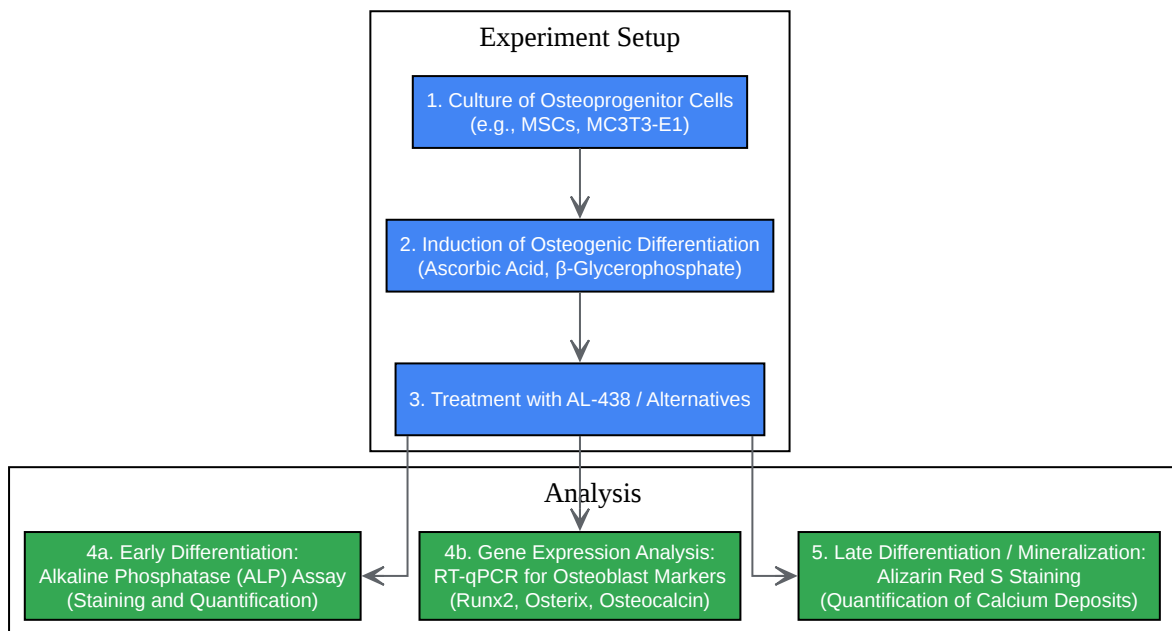 Experiment Setup
1. Culture of Osteoprogenitor Cells
(e.g., MSCs, MC3T3-E1)
2. Induction of Osteogenic Differentiation
(Ascorbic Acid, β-Glycerophosphate)
3. Treatment with AL-438 / Alternatives
Analysis
4a. Early Differentiation:
Alkaline Phosphatase (ALP) Assay
(Staining and Quantification)
4b. Gene Expression Analysis:
RT-qPCR for Osteoblast Markers
(Runx2, Osterix, Osteocalcin)
5. Late Differentiation / Mineralization:
Alizarin Red S Staining
(Quantification of Calcium Deposits)